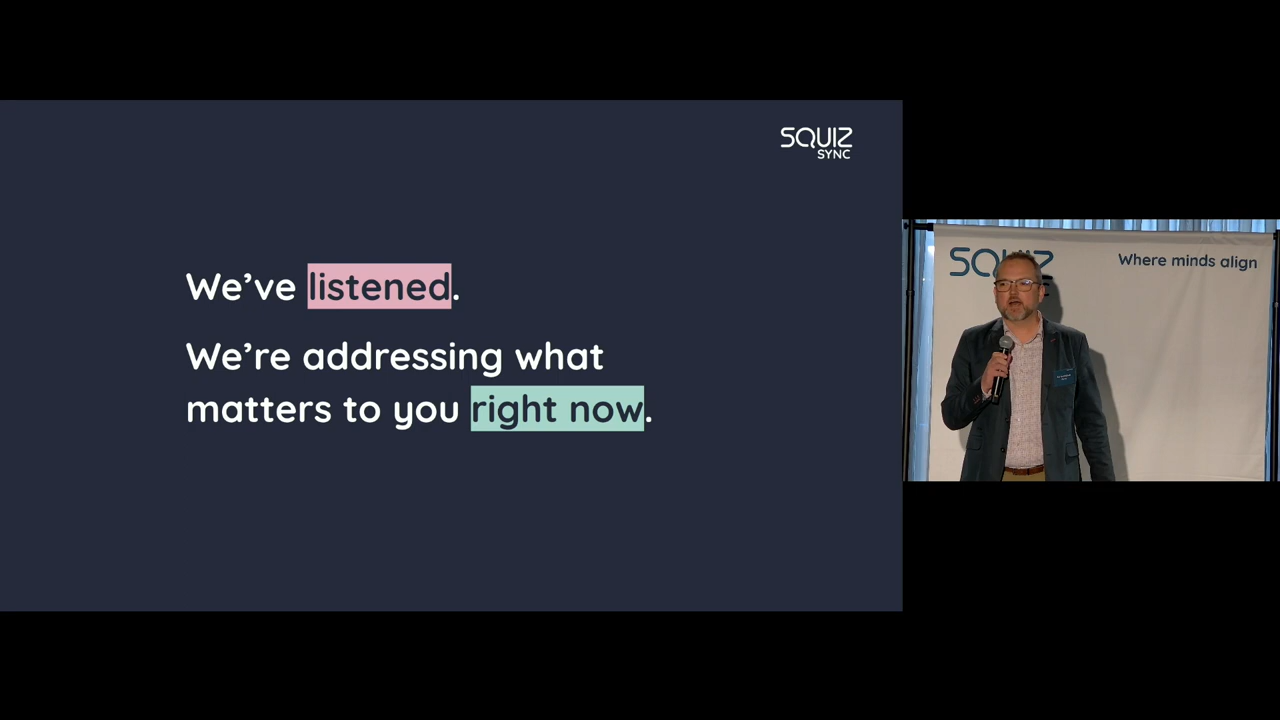 SQUIZ
SYNC
We’ve listened.
We’re addressing what
matters to you right now.
SQUIZ
Where minds align